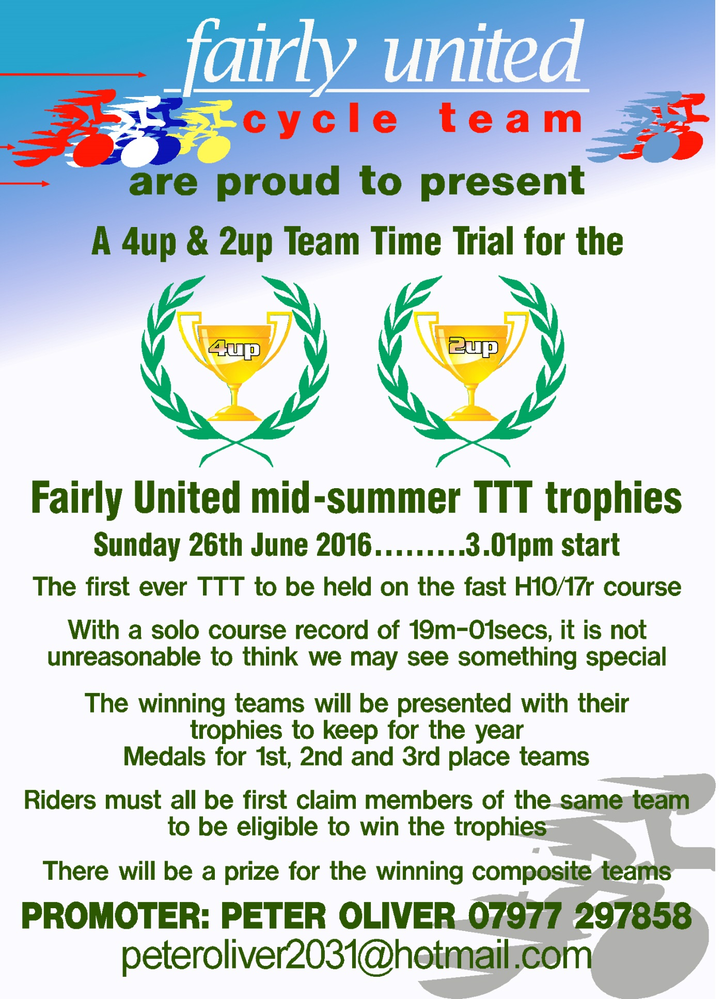 fairly united
cycle team
are proud to present
A 4up & 2up Team Time Trial for the
4up
2up
Fairly United mid-summer TTT trophies
Sunday 26th June 2016.........3.01pm start
The first ever TTT to be held on the fast H10/17r course
With a solo course record of 19m-01secs, it is not
unreasonable to think we may see something special
The winning teams will be presented with their
trophies to keep for the year
Medals for 1st, 2nd and 3rd place teams
Riders must all be first claim members of the same team
to be eligible to win the trophies
There will be a prize for the winning composite teams
PROMOTER: PETER OLIVER 07977 297858
peteroliver2031@hotmail.com